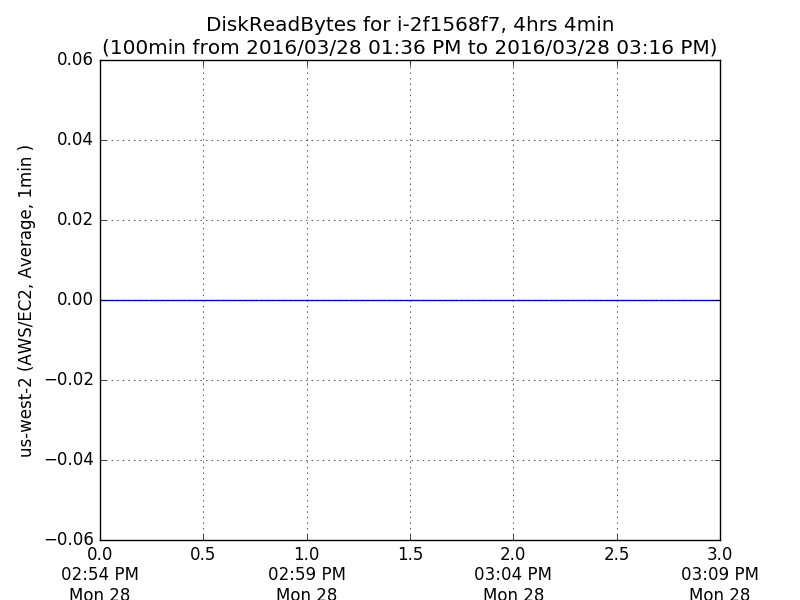 DiskReadBytes for i-2f1568f7, 4hrs 4min
(100min from 2016/03/28 01:36 PM to 2016/03/28 03:16 PM)
us-west-2 (AWS/EC2, Average, 1min )
0.06
0.04
0.02
0.00
−0.02
−0.04
−0.06
0.0 0.5 1.0 1.5 2.0 2.5 3.0
02:54 PM 02:59 PM 03:04 PM 03:09 PM
Mon 28 Mon 28 Mon 28 Mon 28